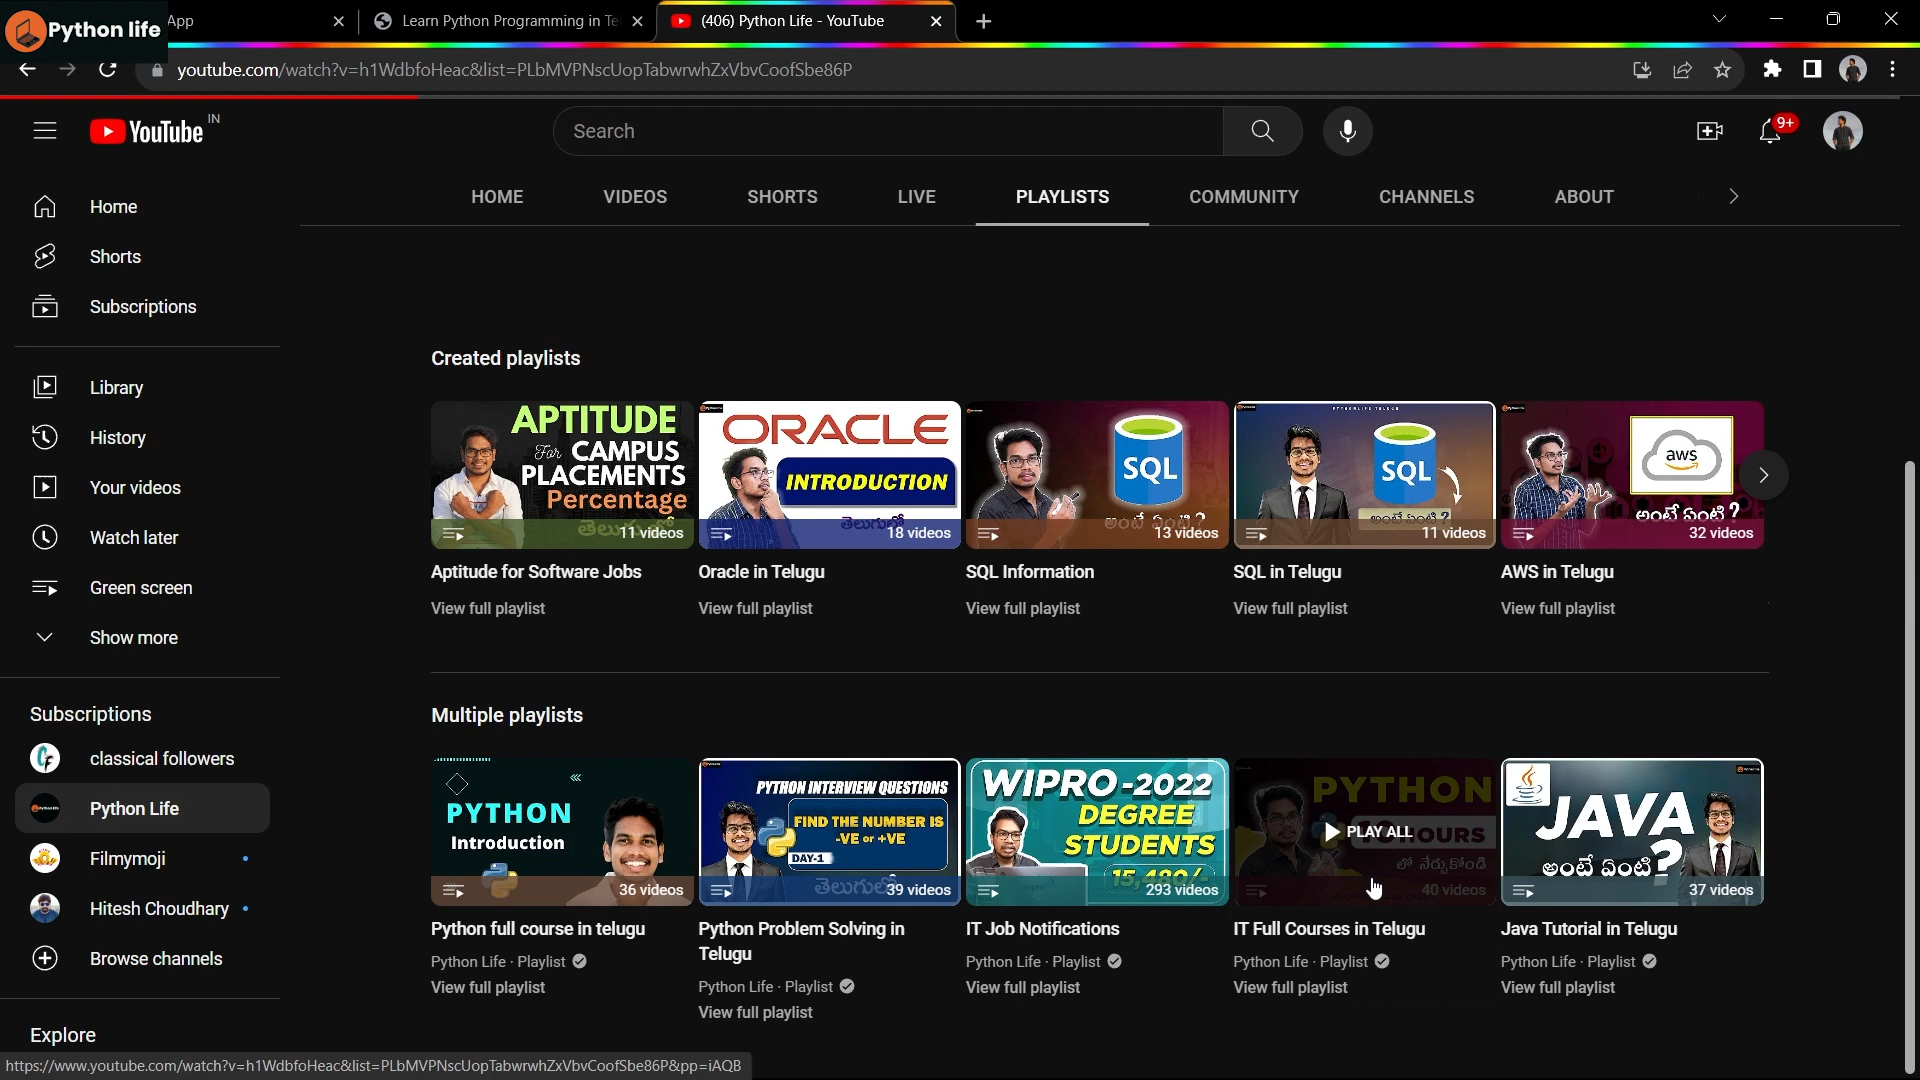 Python life
App
Learn Python Programming in Te
(406) Python Life - YouTube
youtube.com/watch?v=h1WdbfoHeac&list=PLbMVPNscUopTabwrwhZxVbvCoofSbe86P
YouTube IN
Search
9+
HOME
VIDEOS
SHORTS
LIVE
PLAYLISTS
COMMUNITY
CHANNELS
ABOUT
Home
Shorts
Subscriptions
Library
History
Your videos
Watch later
Green screen
Show more
Subscriptions
classical followers
Python Life
Filmymoji
Hitesh Choudhary
Browse channels
Explore
Created playlists
APTITUDE
For CAMPUS
PLACEMENTS
Percentage
తెలుగులో
11 videos
Aptitude for Software Jobs
View full playlist
ORACLE
INTRODUCTION
తెలుగులో
18 videos
Oracle in Telugu
View full playlist
SQL
అంటే ఏంటి ?
13 videos
SQL Information
View full playlist
PYTHONLIFE TELUGU
SQL
అంటే ఏంటి ?
11 videos
SQL in Telugu
View full playlist
aws
అంటే ఏంటి ?
32 videos
AWS in Telugu
View full playlist
Multiple playlists
PYTHON
Introduction
36 videos
Python full course in telugu
Python Life · Playlist
View full playlist
PYTHON INTERVIEW QUESTIONS
FIND THE NUMBER IS
-VE or +VE
DAY-1
తెలుగులో
39 videos
Python Problem Solving in
Telugu
Python Life · Playlist
View full playlist
WIPRO-2022
DEGREE
STUDENTS
15,480/-
293 videos
IT Job Notifications
Python Life · Playlist
View full playlist
PYTHON
10 HOURS
లో నేర్చుకోండి
PLAY ALL
40 videos
IT Full Courses in Telugu
Python Life · Playlist
View full playlist
JAVA
అంటే ఏంటి ?
37 videos
Java Tutorial in Telugu
Python Life · Playlist
View full playlist
https://www.youtube.com/watch?v=h1WdbfoHeac&list=PLbMVPNscUopTabwrwhZxVbvCoofSbe86P&pp=iAQB